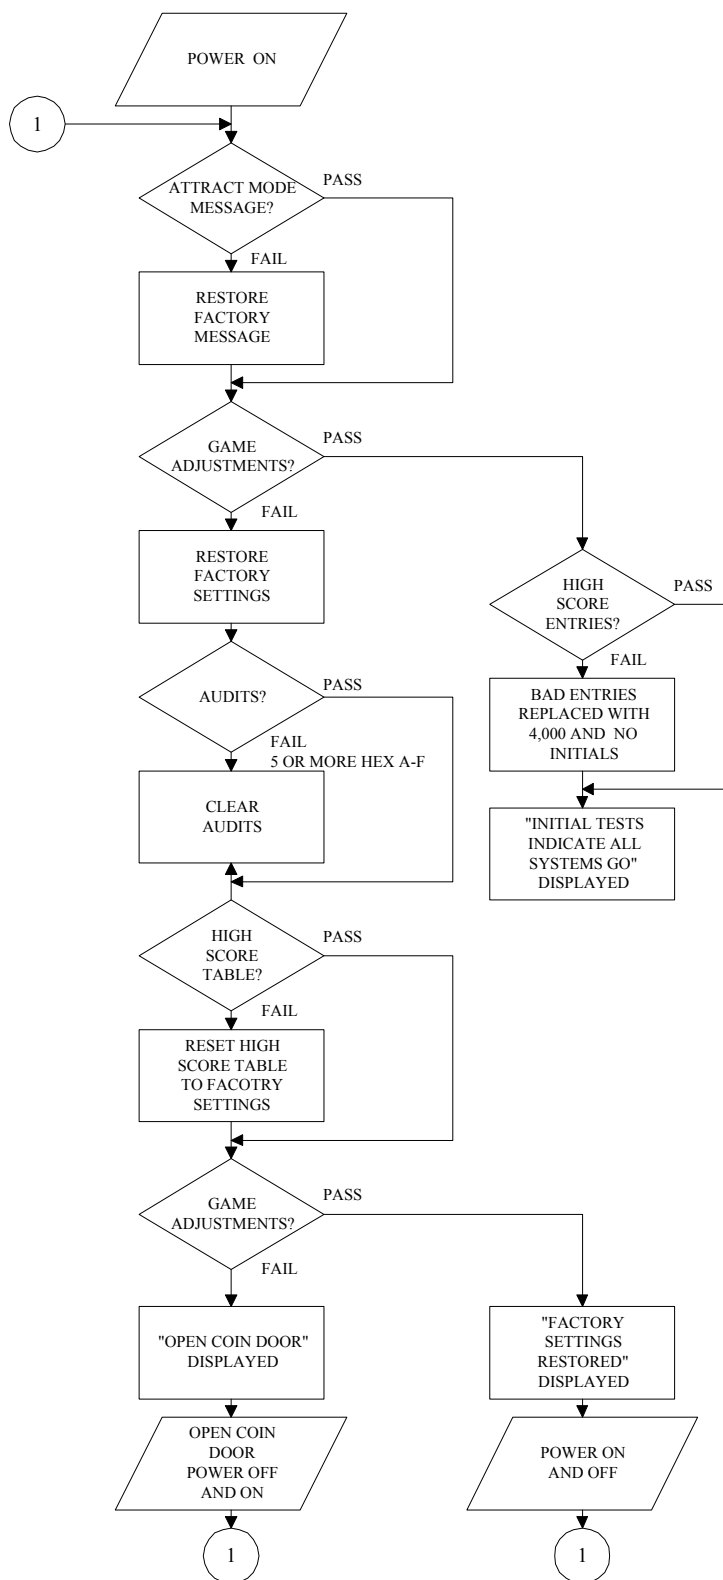 POWER ON
1
ATTRACT MODE
MESSAGE?
PASS
FAIL
RESTORE
FACTORY
MESSAGE
GAME
ADJUSTMENTS?
PASS
FAIL
RESTORE
FACTORY
SETTINGS
HIGH
SCORE
ENTRIES?
PASS
FAIL
BAD ENTRIES
REPLACED WITH
4,000 AND NO
INITIALS
"INITIAL TESTS
INDICATE ALL
SYSTEMS GO"
DISPLAYED
AUDITS?
PASS
FAIL
5 OR MORE HEX A-F
CLEAR
AUDITS
HIGH
SCORE
TABLE?
PASS
FAIL
RESET HIGH
SCORE TABLE
TO FACOTRY
SETTINGS
GAME
ADJUSTMENTS?
PASS
FAIL
"OPEN COIN DOOR"
DISPLAYED
OPEN COIN
DOOR
POWER OFF
AND ON
1
"FACTORY
SETTINGS
RESTORED"
DISPLAYED
POWER ON
AND OFF
1